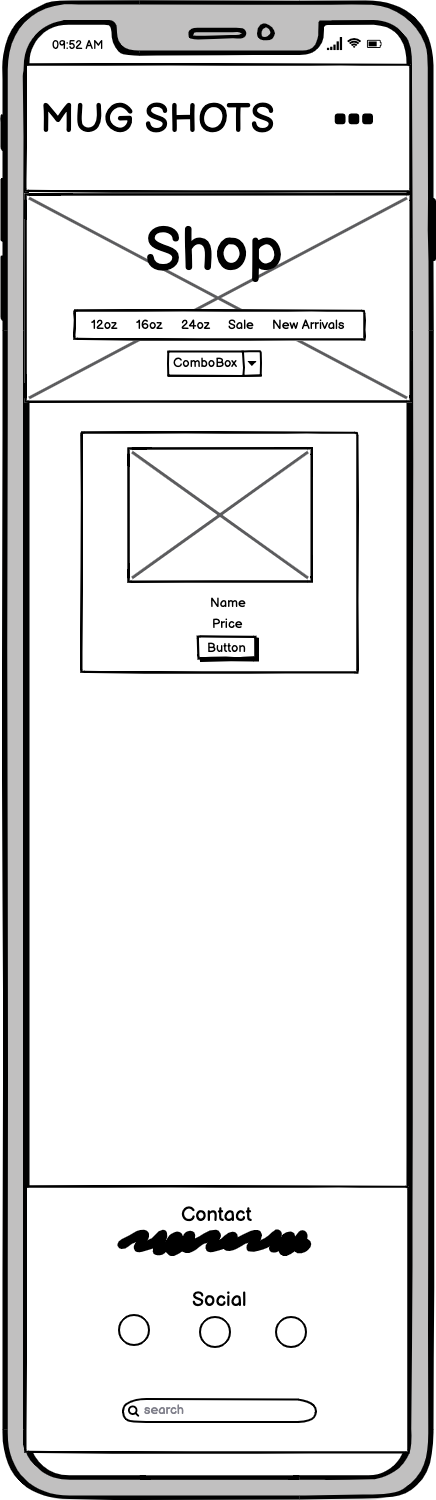 09:52 AM
MUG SHOTS
Shop
12oz 16oz 24oz Sale New Arrivals
ComboBox
Name
Price
Button
Contact
Social
search